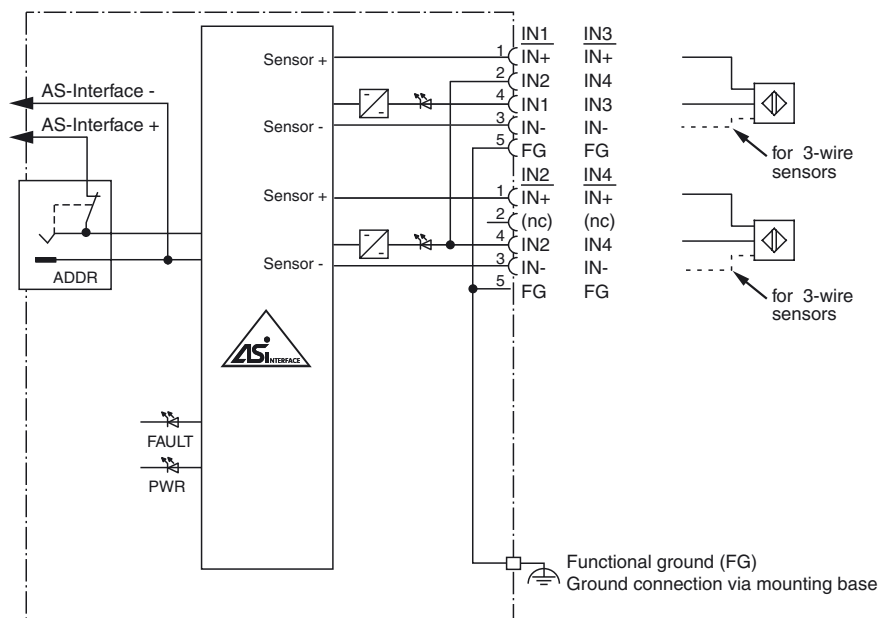 IN1 IN3
Sensor + 1 IN+ IN+
2 IN2 IN4
AS-Interface -
4 IN1 IN3
AS-Interface +
Sensor - 3 IN- IN-
5 FG FG
for 3-wire
sensors
IN2 IN4
Sensor + 1 IN+ IN+
2 (nc) (nc)
4 IN2 IN4
Sensor - 3 IN- IN-
ADDR
5 FG FG
for 3-wire
sensors
ASi INTERFACE
FAULT
PWR
Functional ground (FG)
Ground connection via mounting base